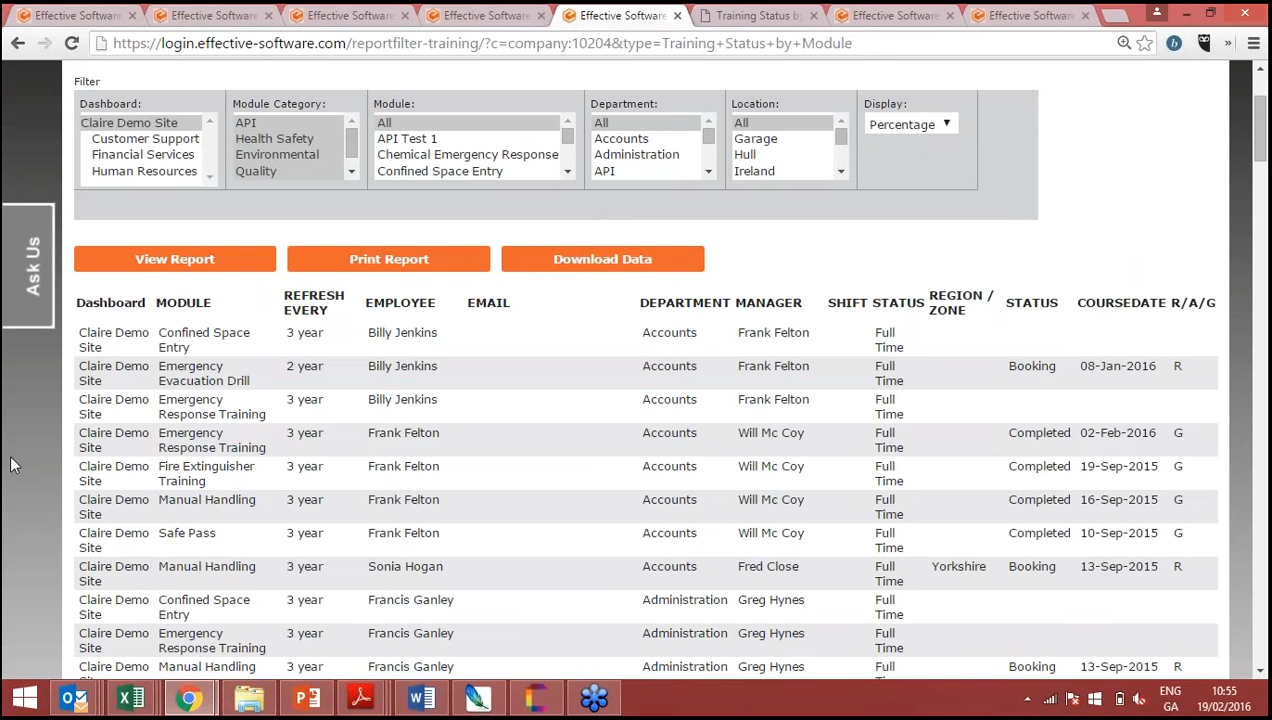 Effective Software × Effective Software × Effective Software × Effective Software × Effective Software × Training Status by × Effective Software × Effective Software ×
https://login.effective-software.com/reportfilter-training/?c=company:10204&type=Training+Status+by+Module
Filter
Dashboard: Module Category: Module: Department: Location: Display:
Claire Demo Site API All All All Percentage
Customer Support Health Safety API Test 1 Accounts Garage
Financial Services Environmental Chemical Emergency Response Administration Hull
Human Resources Quality Confined Space Entry API Ireland
Ask Us
View Report Print Report Download Data
Dashboard MODULE REFRESH EVERY EMPLOYEE EMAIL DEPARTMENT MANAGER SHIFT STATUS REGION / ZONE STATUS COURSEDATE R/A/G
Claire Demo Site Confined Space Entry 3 year Billy Jenkins Accounts Frank Felton Full Time
Claire Demo Site Emergency Evacuation Drill 2 year Billy Jenkins Accounts Frank Felton Full Time Booking 08-Jan-2016 R
Claire Demo Site Emergency Response Training 3 year Billy Jenkins Accounts Frank Felton Full Time
Claire Demo Site Emergency Response Training 3 year Frank Felton Accounts Will Mc Coy Full Time Completed 02-Feb-2016 G
Claire Demo Site Fire Extinguisher Training 3 year Frank Felton Accounts Will Mc Coy Full Time Completed 19-Sep-2015 G
Claire Demo Site Manual Handling 3 year Frank Felton Accounts Will Mc Coy Full Time Completed 16-Sep-2015 G
Claire Demo Site Safe Pass 3 year Frank Felton Accounts Will Mc Coy Full Time Completed 10-Sep-2015 G
Claire Demo Site Manual Handling 3 year Sonia Hogan Accounts Fred Close Full Time Yorkshire Booking 13-Sep-2015 R
Claire Demo Site Confined Space Entry 3 year Francis Ganley Administration Greg Hynes Full Time
Claire Demo Site Emergency Response Training 3 year Francis Ganley Administration Greg Hynes Full Time
Claire Demo Manual Handling 3 year Francis Ganley Administration Greg Hynes Full Booking 13-Sep-2015 R
ENG 10:55
GA 19/02/2016